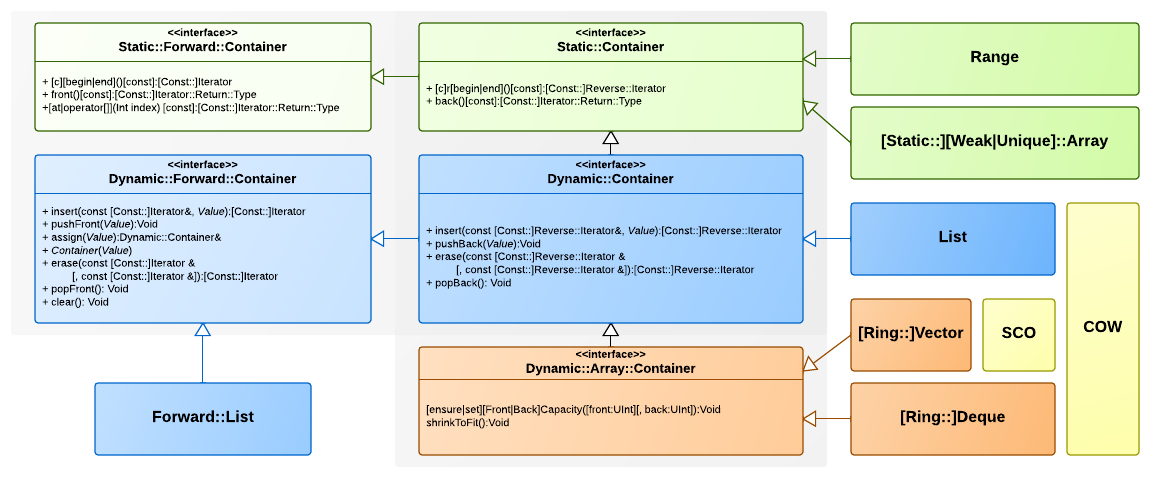 <<interface>>
Static::Forward::Container
+ [c][begin|end]()[const]:[Const::]Iterator
+ front()[const]:[Const::]Iterator::Return::Type
+[at|operator[]](Int index) [const]:[Const::]Iterator::Return::Type
<<interface>>
Static::Container
+ [c]r[begin|end]()[const]:[Const::]Reverse::Iterator
+ back()[const]:[Const::]Iterator::Return::Type
Range
[Static::][Weak|Unique]::Array
<<interface>>
Dynamic::Forward::Container
+ insert(const [Const::]Iterator&, Value):[Const::]Iterator
+ pushFront(Value):Void
+ assign(Value):Dynamic::Container&
+ Container(Value)
+ erase(const [Const::]Iterator &
[, const [Const::]Iterator &]):[Const::]Iterator
+ popFront(): Void
+ clear(): Void
<<interface>>
Dynamic::Container
+ insert(const [Const::]Reverse::Iterator&, Value):[Const::]Reverse::Iterator
+ pushBack(Value):Void
+ erase(const [Const::]Reverse::Iterator &
[, const [Const::]Reverse::Iterator &]):[Const::]Reverse::Iterator
+ popBack(): Void
List
[Ring::]Vector
SCO
COW
Forward::List
<<interface>>
Dynamic::Array::Container
[ensure|set][Front|Back]Capacity([front:UInt][, back:UInt]):Void
shrinkToFit():Void
[Ring::]Deque